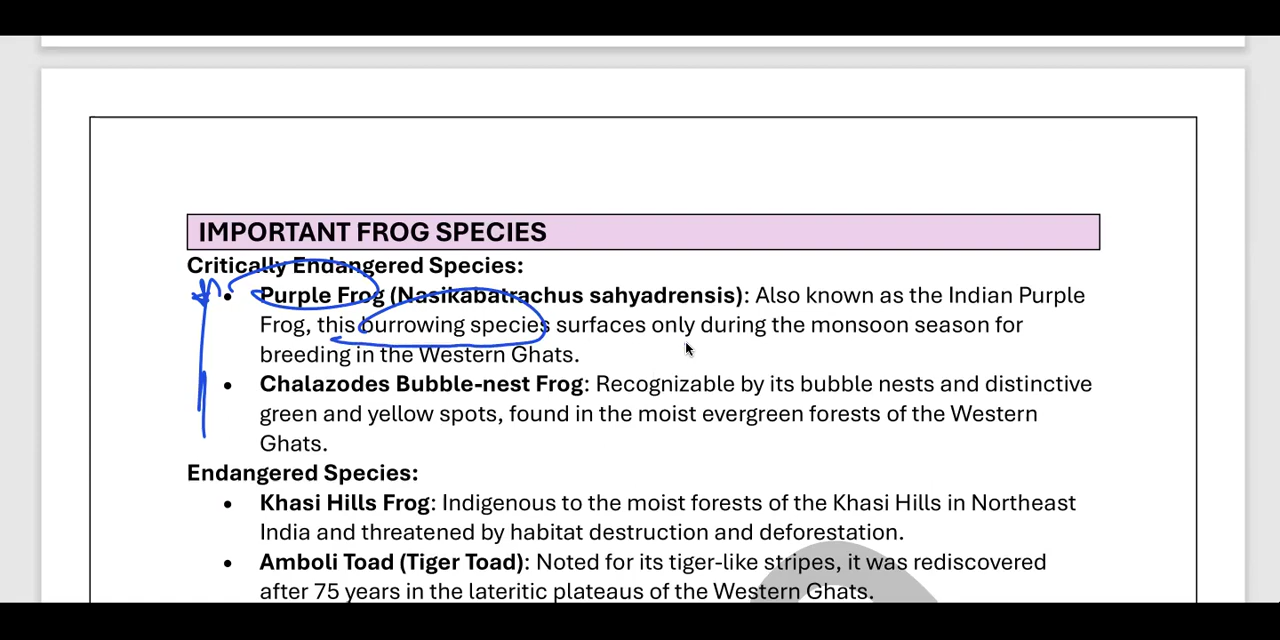 IMPORTANT FROG SPECIES
Critically Endangered Species:
• Purple Frog (Nasikabatrachus sahyadrensis): Also known as the Indian Purple
Frog, this burrowing species surfaces only during the monsoon season for
breeding in the Western Ghats.
• Chalazodes Bubble-nest Frog: Recognizable by its bubble nests and distinctive
green and yellow spots, found in the moist evergreen forests of the Western
Ghats.
Endangered Species:
• Khasi Hills Frog: Indigenous to the moist forests of the Khasi Hills in Northeast
India and threatened by habitat destruction and deforestation.
• Amboli Toad (Tiger Toad): Noted for its tiger-like stripes, it was rediscovered
after 75 years in the lateritic plateaus of the Western Ghats.